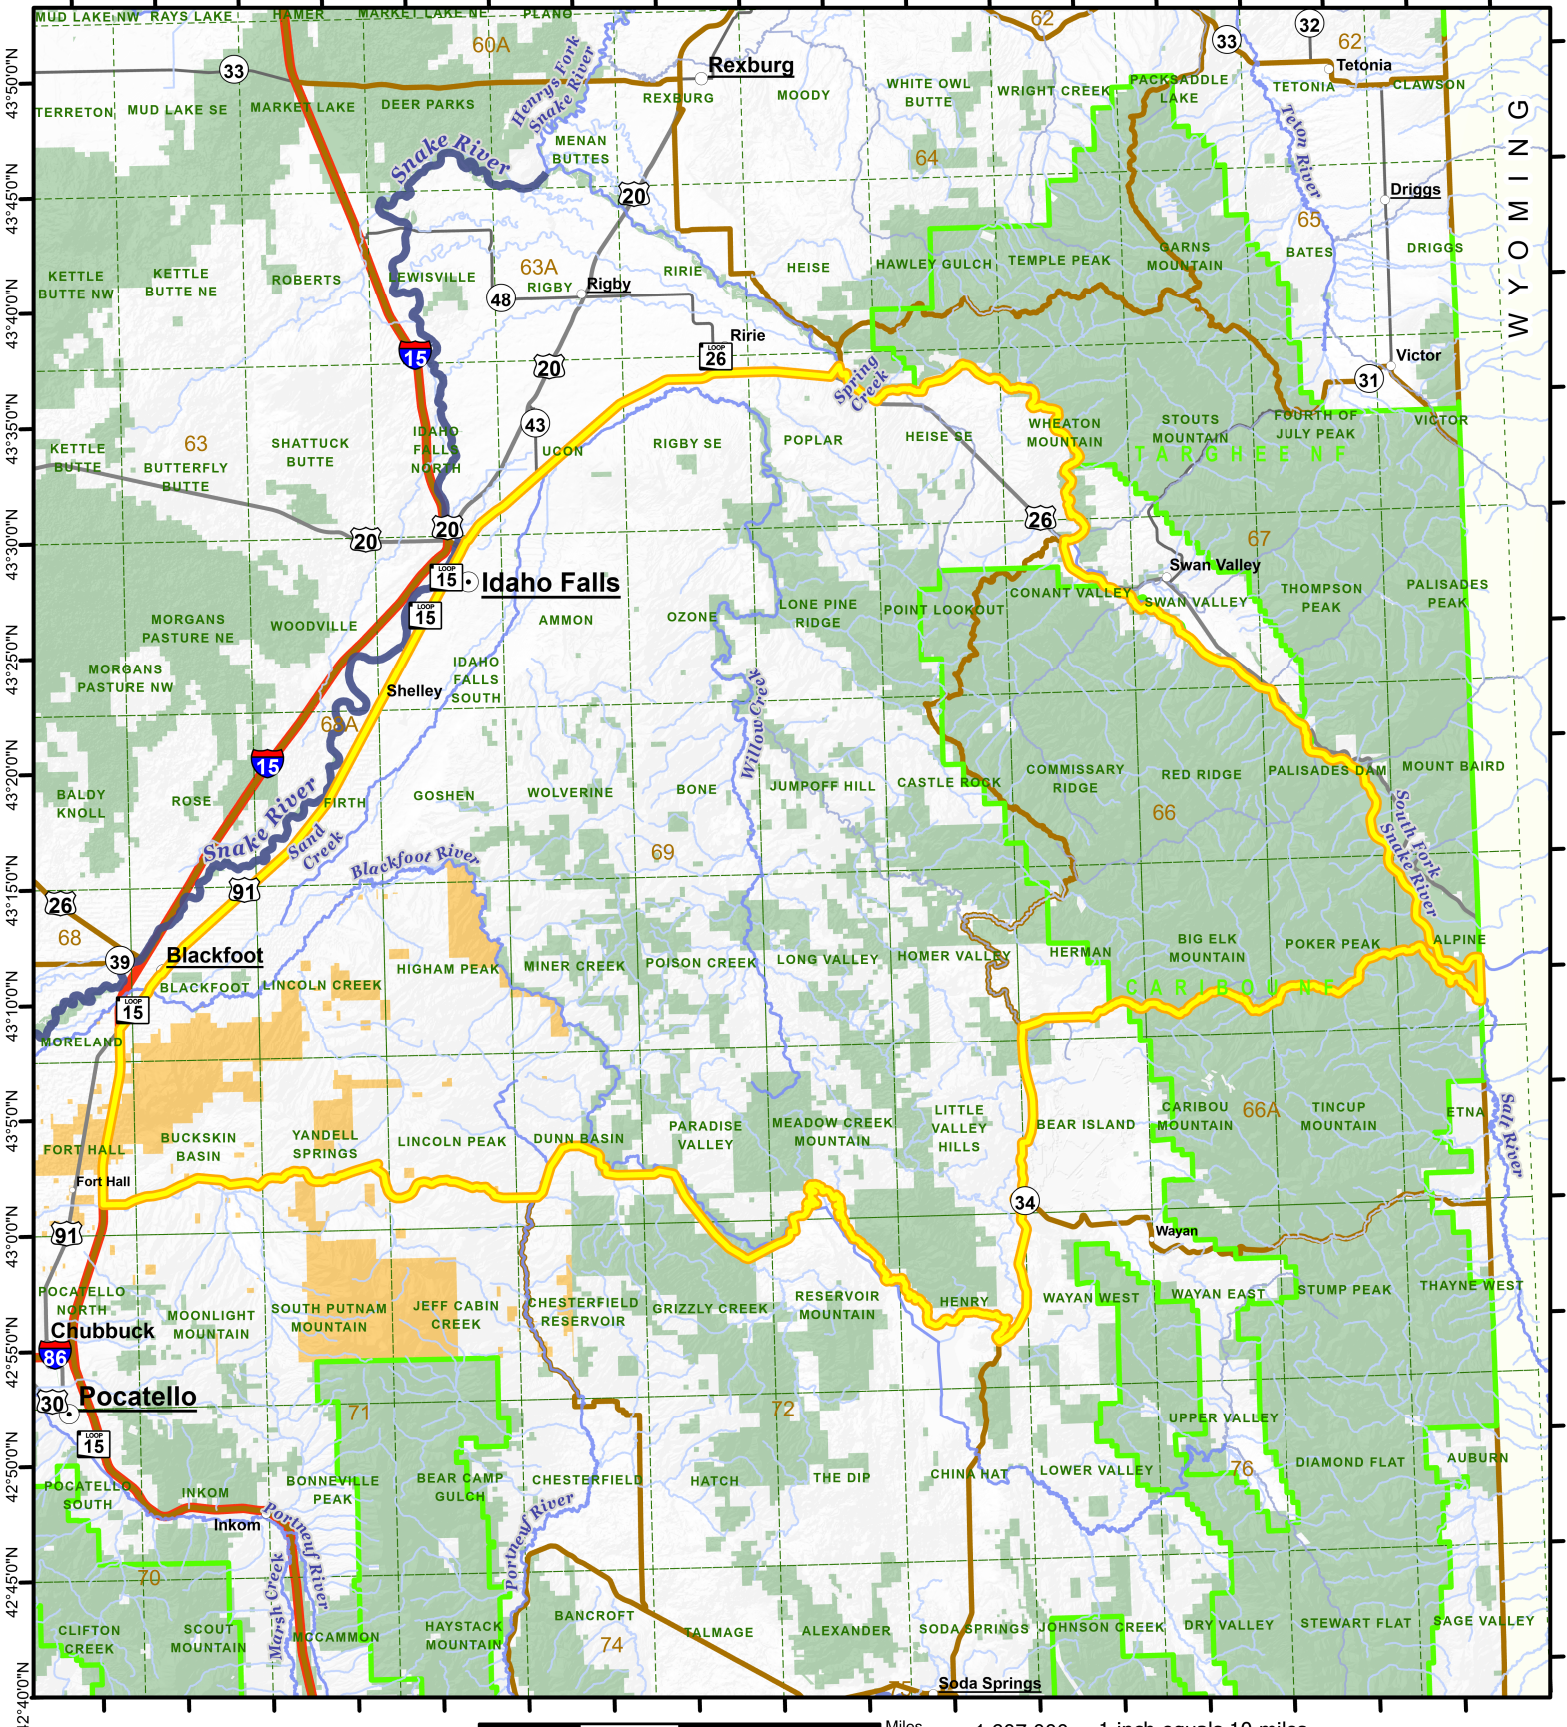 MUD LAKE NW RAYS LAKE HAMER MARKET LAKE NE PLANO
62
32
33
62
60A
Tetonia
33
Rexburg
43°50'0"N
TERRETON
MUD LAKE SE
MARKET LAKE
DEER PARKS
Henrys Fork
Snake River
REXBURG
MOODY
WHITE OWL
BUTTE
WRIGHT CREEK
PACKSADDLE
LAKE
TETONIA
CLAWSON
WYOMING
Teton River
MENAN
BUTTES
Snake River
64
20
43°45'0"N
Driggs
65
KETTLE
BUTTE NW
KETTLE
BUTTE NE
ROBERTS
LEWISVILLE
63A
RIGBY
Rigby
48
RIRIE
HEISE
HAWLEY GULCH
TEMPLE PEAK
GARNS
MOUNTAIN
BATES
DRIGGS
43°40'0"N
15
20
Ririe
LOOP
26
Spring
Creek
Victor
31
43°35'0"N
KETTLE
BUTTE
63
BUTTERFLY
BUTTE
SHATTUCK
BUTTE
IDAHO
FALLS
NORTH
43
UCON
RIGBY SE
POPLAR
HEISE SE
WHEATON
MOUNTAIN
STOUTS
MOUNTAIN
FOURTH OF
JULY PEAK
VICTOR
TARGHEE NF
20
20
26
67
43°30'0"N
LOOP
15
Idaho Falls
LOOP
15
Swan Valley
MORGANS
PASTURE NE
WOODVILLE
AMMON
OZONE
LONE PINE
RIDGE
POINT LOOKOUT
CONANT VALLEY
SWAN VALLEY
THOMPSON
PEAK
PALISADES
PEAK
43°25'0"N
MORGANS
PASTURE NW
IDAHO
FALLS
SOUTH
Shelley
68A
Willow Creek
43°20'0"N
15
BALDY
KNOLL
ROSE
FIRTH
GOSHEN
WOLVERINE
BONE
JUMPOFF HILL
CASTLE ROCK
COMMISSARY
RIDGE
RED RIDGE
PALISADES DAM
MOUNT BAIRD
66
Snake River
Sand
Creek
Blackfoot River
69
South Fork
Snake River
43°15'0"N
26
91
68
39
Blackfoot
BLACKFOOT
LINCOLN CREEK
HIGHAM PEAK
MINER CREEK
POISON CREEK
LONG VALLEY
HOMER VALLEY
HERMAN
BIG ELK
MOUNTAIN
POKER PEAK
ALPINE
CARIBOU NF
43°10'0"N
LOOP
15
MORELAND
43°5'0"N
FORT HALL
BUCKSKIN
BASIN
YANDELL
SPRINGS
LINCOLN PEAK
DUNN BASIN
PARADISE
VALLEY
MEADOW CREEK
MOUNTAIN
LITTLE
VALLEY
HILLS
BEAR ISLAND
CARIBOU
MOUNTAIN
66A
TINCUP
MOUNTAIN
ETNA
Salt River
Fort Hall
34
Wayan
43°0'0"N
91
POCATELLO
NORTH
MOONLIGHT
MOUNTAIN
SOUTH PUTNAM
MOUNTAIN
JEFF CABIN
CREEK
CHESTERFIELD
RESERVOIR
GRIZZLY CREEK
RESERVOIR
MOUNTAIN
HENRY
WAYAN WEST
WAYAN EAST
STUMP PEAK
THAYNE WEST
Chubbuck
86
42°55'0"N
30
Pocatello
71
72
UPPER VALLEY
LOOP
15
42°50'0"N
POCATELLO
SOUTH
INKOM
BONNEVILLE
PEAK
BEAR CAMP
GULCH
CHESTERFIELD
HATCH
THE DIP
CHINA HAT
LOWER VALLEY
76
DIAMOND FLAT
AUBURN
Inkom
Portneuf River
Portneuf River
Marsh Creek
42°45'0"N
70
CLIFTON
CREEK
SCOUT
MOUNTAIN
MCCAMMON
HAYSTACK
MOUNTAIN
BANCROFT
74
TALMAGE
ALEXANDER
SODA SPRINGS
JOHNSON CREEK
DRY VALLEY
STEWART FLAT
SAGE VALLEY
75
Soda Springs
42°40'0"N
Miles
1 inch equals 10 miles